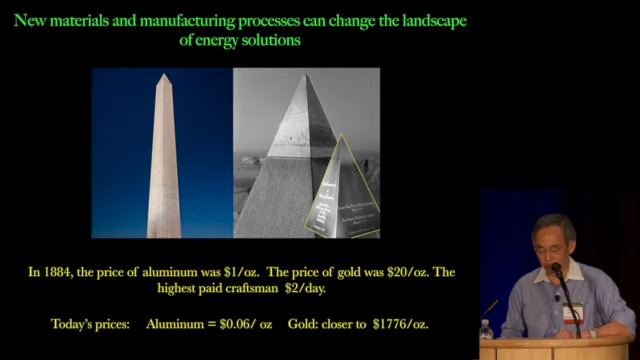 New materials and manufacturing processes can change the landscape
of energy solutions
In 1884, the price of aluminum was $1/oz. The price of gold was $20/oz. The
highest paid craftsman $2/day.
Today's prices: Aluminum = $0.06/ oz Gold: closer to $1776/oz.